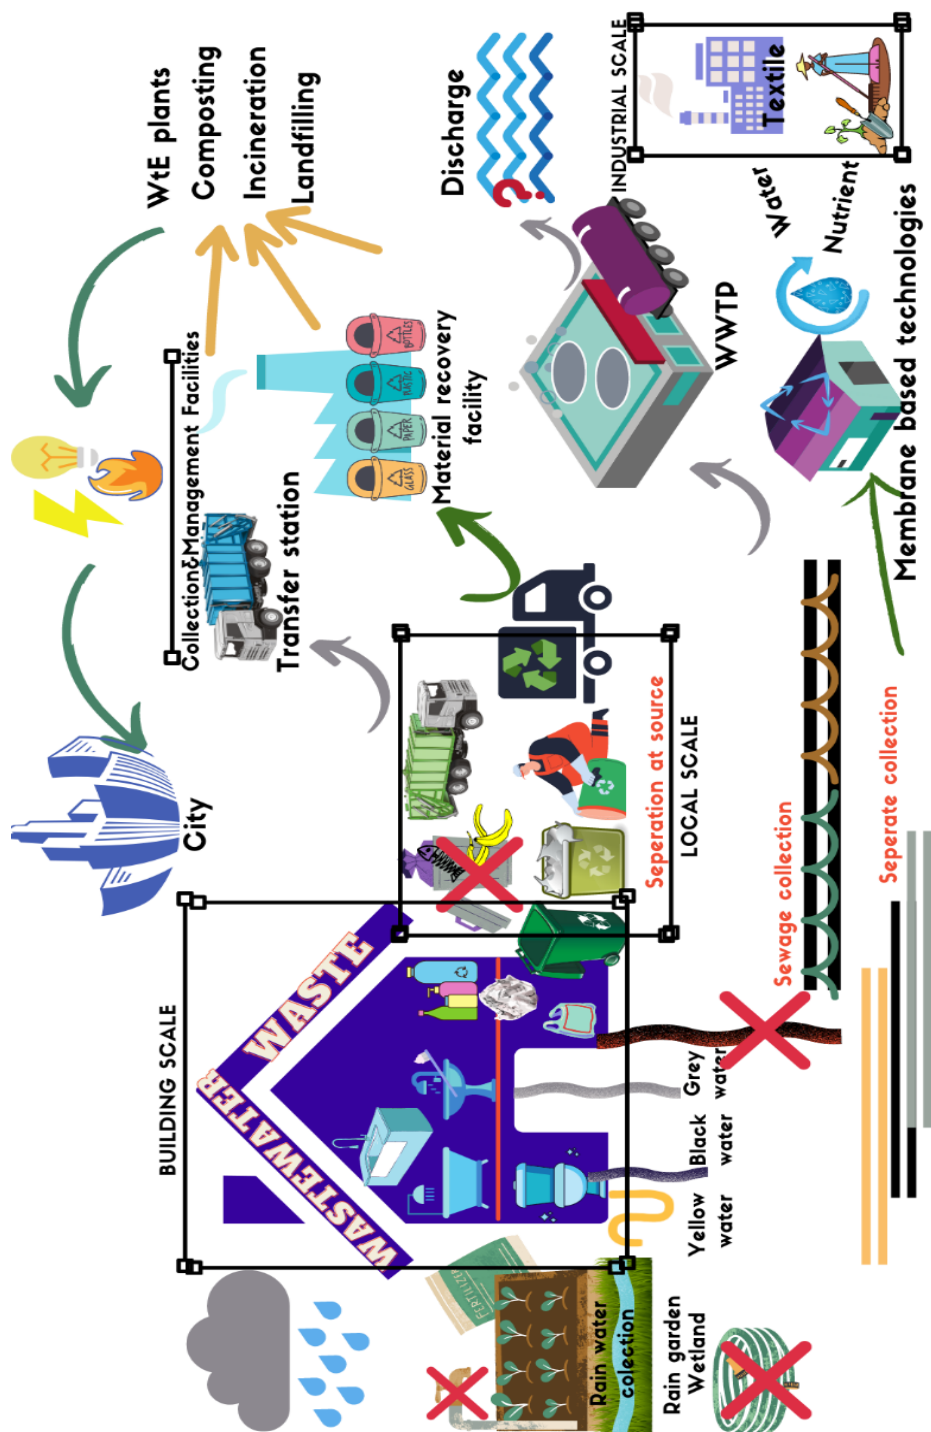 BUILDING SCALE
WASTEWATER
WASTE
FERTILIZER
Rain water
colection
Rain garden
Wetland
Yellow
water
Black
water
Grey
water
City
Collection&Management Facilities
Transfer station
WtE plants
Composting
Incineration
Landfilling
GLASS
PAPER
PLASTIC
BOTTLES
Material recovery
facility
Seperation at source
LOCAL SCALE
Sewage collection
Seperate collection
Discharge
?
WWTP
INDUSTRIAL SCALE
Textile
Water
Nutrient
Membrane based technologies